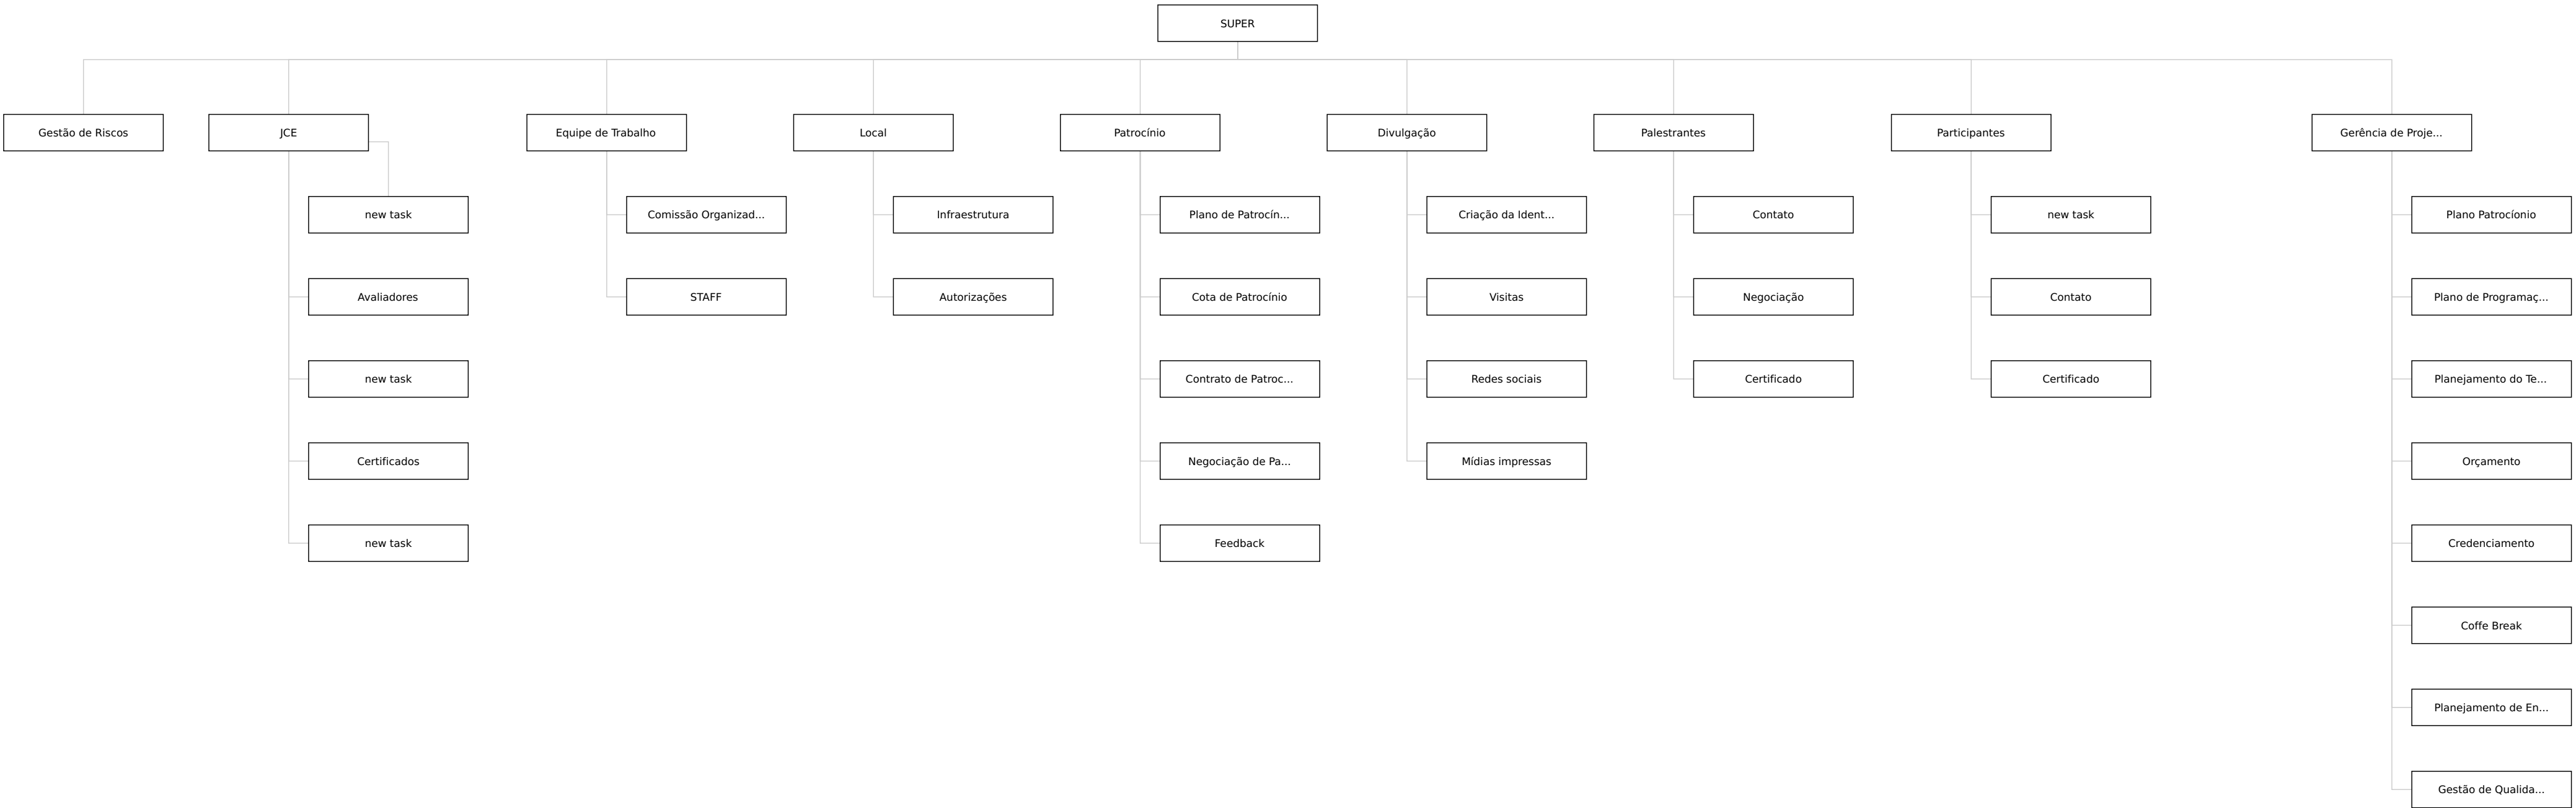 SUPER
Gestão de Riscos
JCE
Equipe de Trabalho
Local
Patrocínio
Divulgação
Palestrantes
Participantes
Gerência de Proje...
new task
Comissão Organizad...
Infraestrutura
Plano de Patrocín...
Criação da Ident...
Contato
new task
Plano Patrocíonio
Avaliadores
STAFF
Autorizações
Cota de Patrocínio
Visitas
Negociação
Contato
Plano de Programaç...
new task
Contrato de Patroc...
Redes sociais
Certificado
Certificado
Planejamento do Te...
Certificados
Negociação de Pa...
Mídias impressas
Orçamento
new task
Feedback
Credenciamento
Coffe Break
Planejamento de En...
Gestão de Qualida...